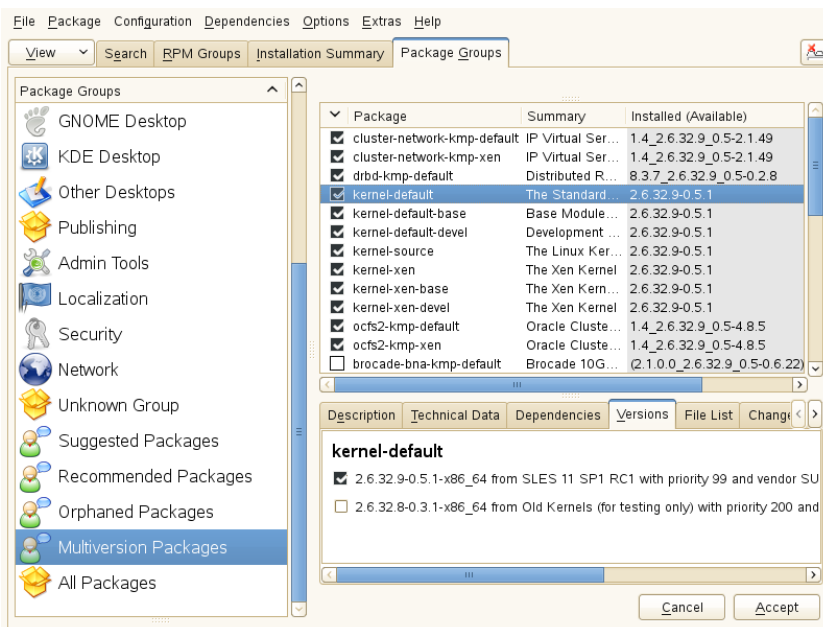 File Package Configuration Dependencies Options Extras Help
View Search RPM Groups Installation Summary Package Groups
Package Groups
GNOME Desktop
KDE Desktop
Other Desktops
Publishing
Admin Tools
Localization
Security
Network
Unknown Group
Suggested Packages
Recommended Packages
Orphaned Packages
Multiversion Packages
All Packages
Package Summary Installed (Available)
cluster-network-kmp-default IP Virtual Ser... 1.4_2.6.32.9_0.5-2.1.49
cluster-network-kmp-xen IP Virtual Ser... 1.4_2.6.32.9_0.5-2.1.49
drbd-kmp-default Distributed R... 8.3.7_2.6.32.9_0.5-0.2.8
kernel-default The Standard... 2.6.32.9-0.5.1
kernel-default-base Base Module... 2.6.32.9-0.5.1
kernel-default-devel Development ... 2.6.32.9-0.5.1
kernel-source The Linux Ker... 2.6.32.9-0.5.1
kernel-xen The Xen Kernel 2.6.32.9-0.5.1
kernel-xen-base The Xen Kern... 2.6.32.9-0.5.1
kernel-xen-devel The Xen Kernel 2.6.32.9-0.5.1
ocfs2-kmp-default Oracle Cluste... 1.4_2.6.32.9_0.5-4.8.5
ocfs2-kmp-xen Oracle Cluste... 1.4_2.6.32.9_0.5-4.8.5
brocade-bna-kmp-default Brocade 10G... (2.1.0.0_2.6.32.9_0.5-0.6.22)
Description Technical Data Dependencies Versions File List Change
kernel-default
2.6.32.9-0.5.1-x86_64 from SLES 11 SP1 RC1 with priority 99 and vendor SU
2.6.32.8-0.3.1-x86_64 from Old Kernels (for testing only) with priority 200 and
Cancel Accept